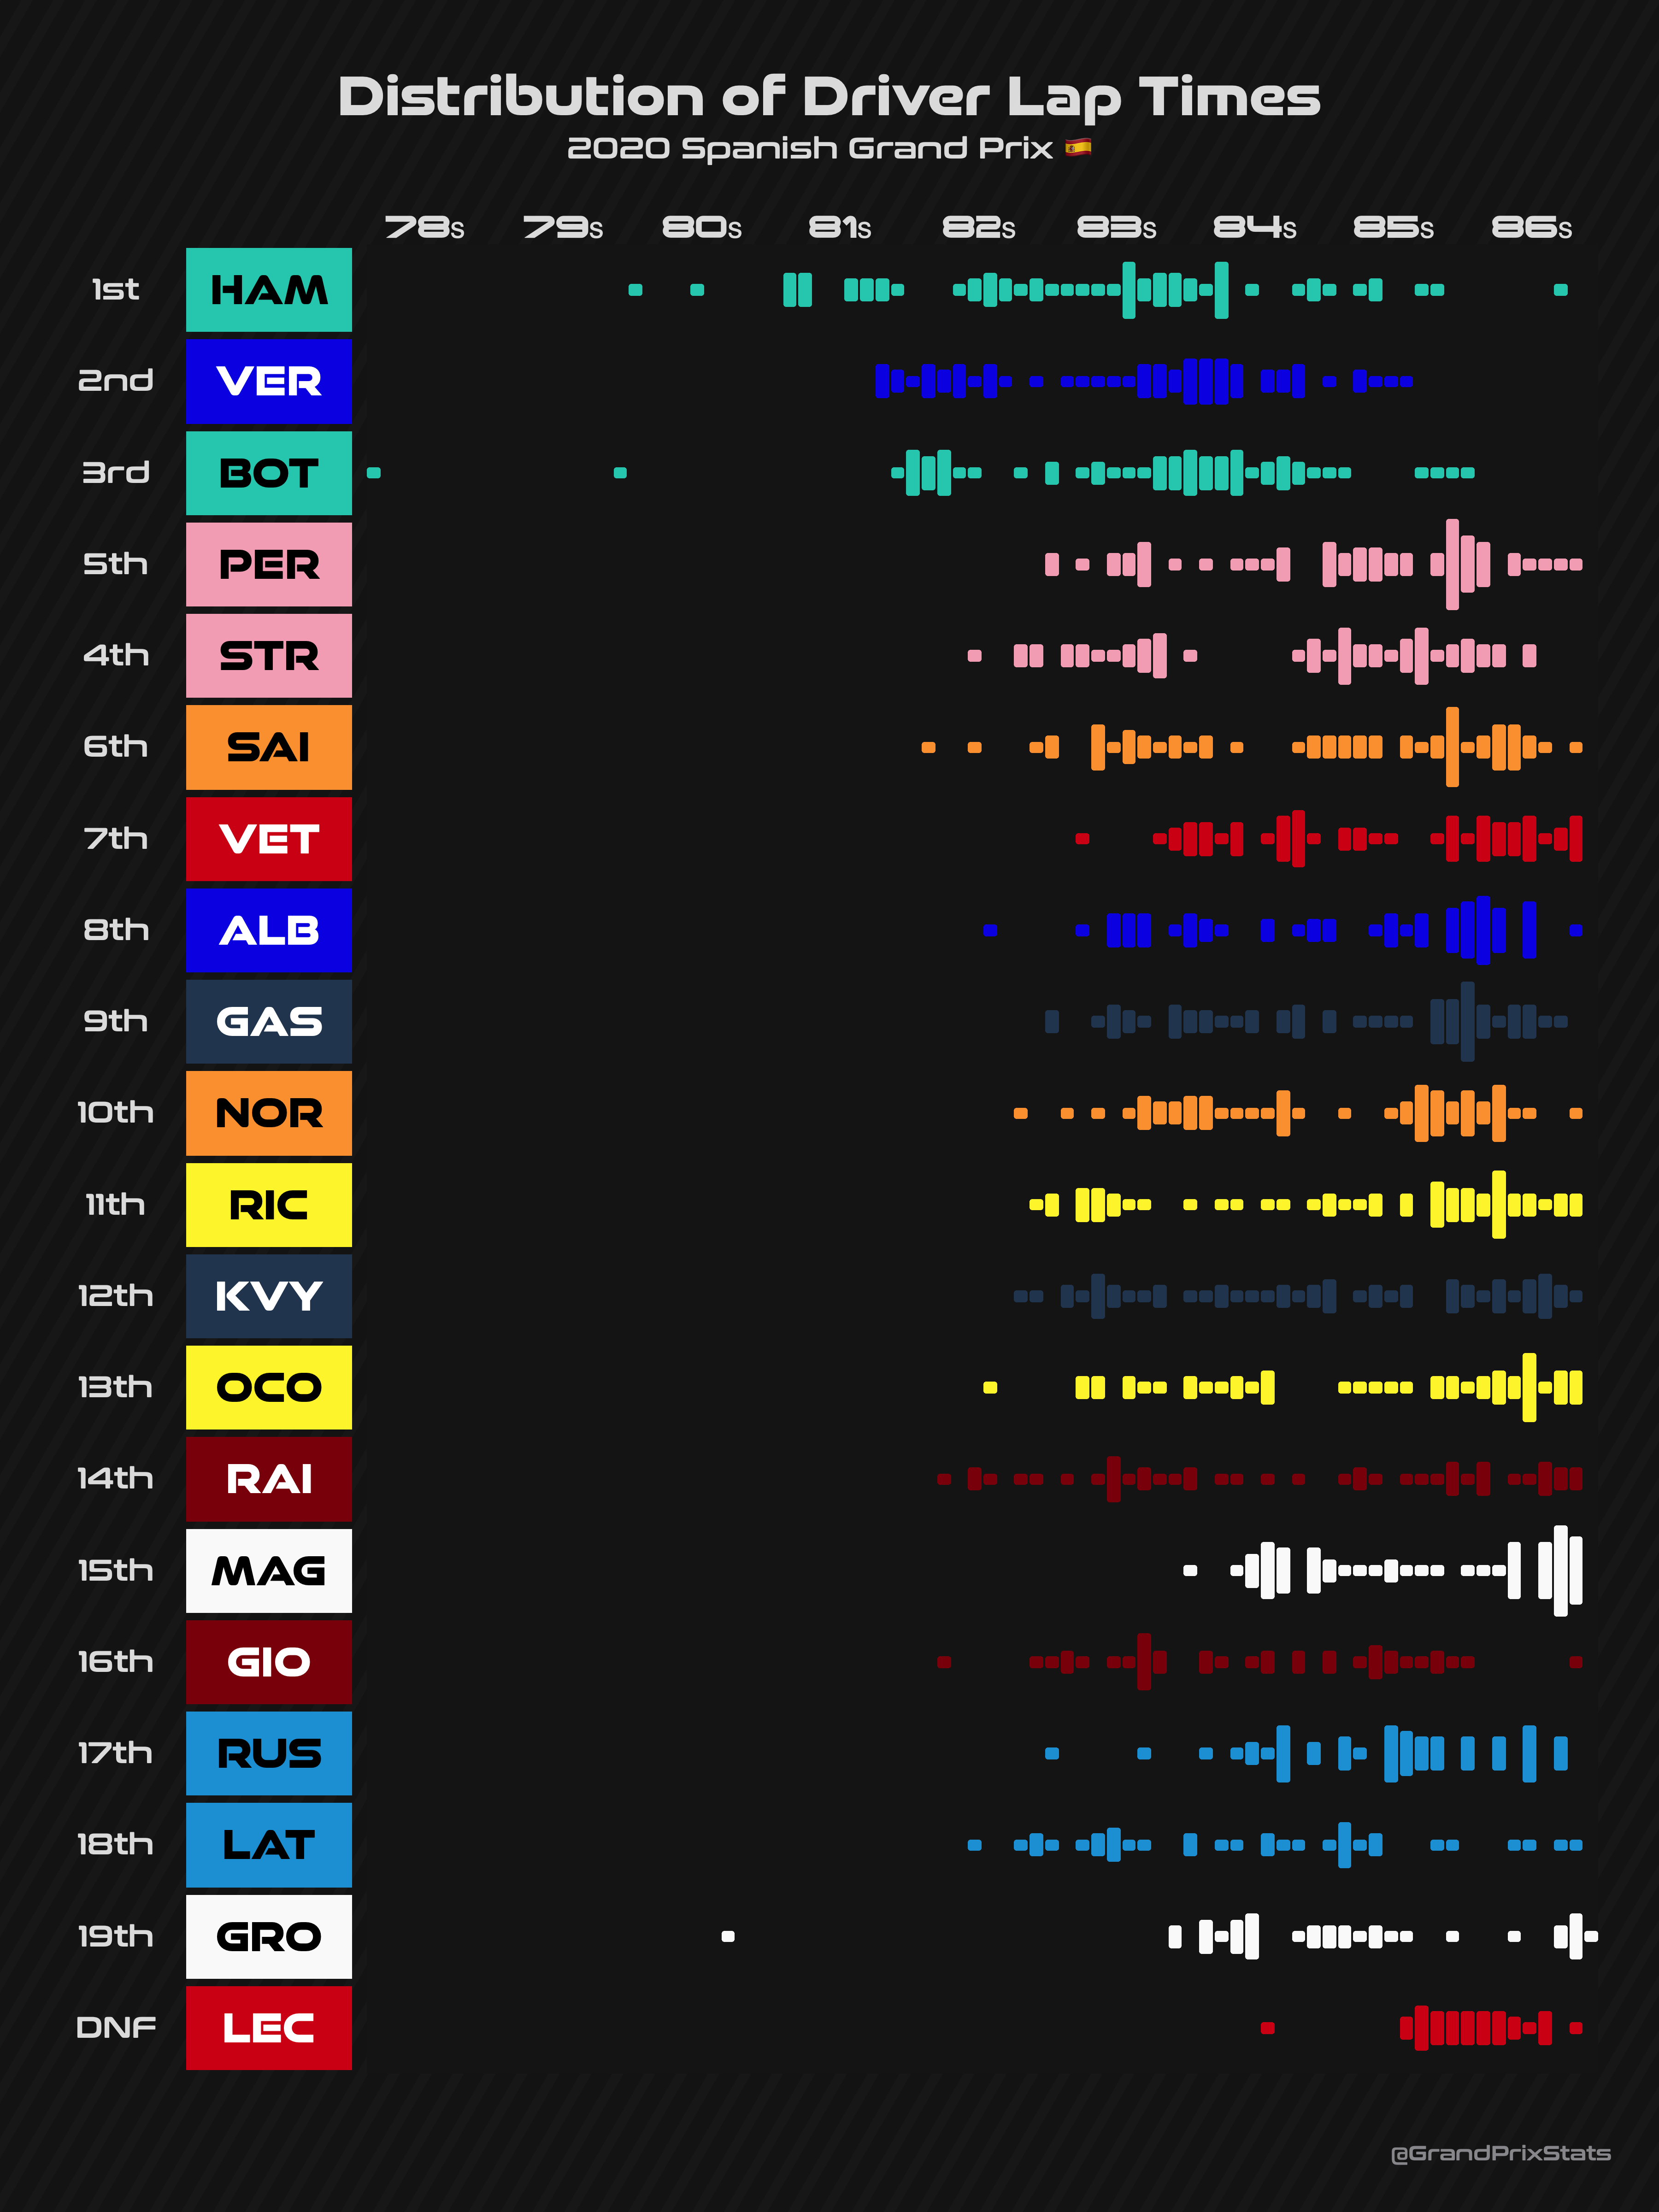 Distribution of Driver Lap Times
2020 Spanish Grand Prix 🇪🇸
78s 79s 80s 81s 82s 83s 84s 85s 86s
1st HAM
2nd VER
3rd BOT
5th PER
4th STR
6th SAI
7th VET
8th ALB
9th GAS
10th NOR
11th RIC
12th KVY
13th OCO
14th RAI
15th MAG
16th GIO
17th RUS
18th LAT
19th GRO
DNF LEC
@GrandPrixStats